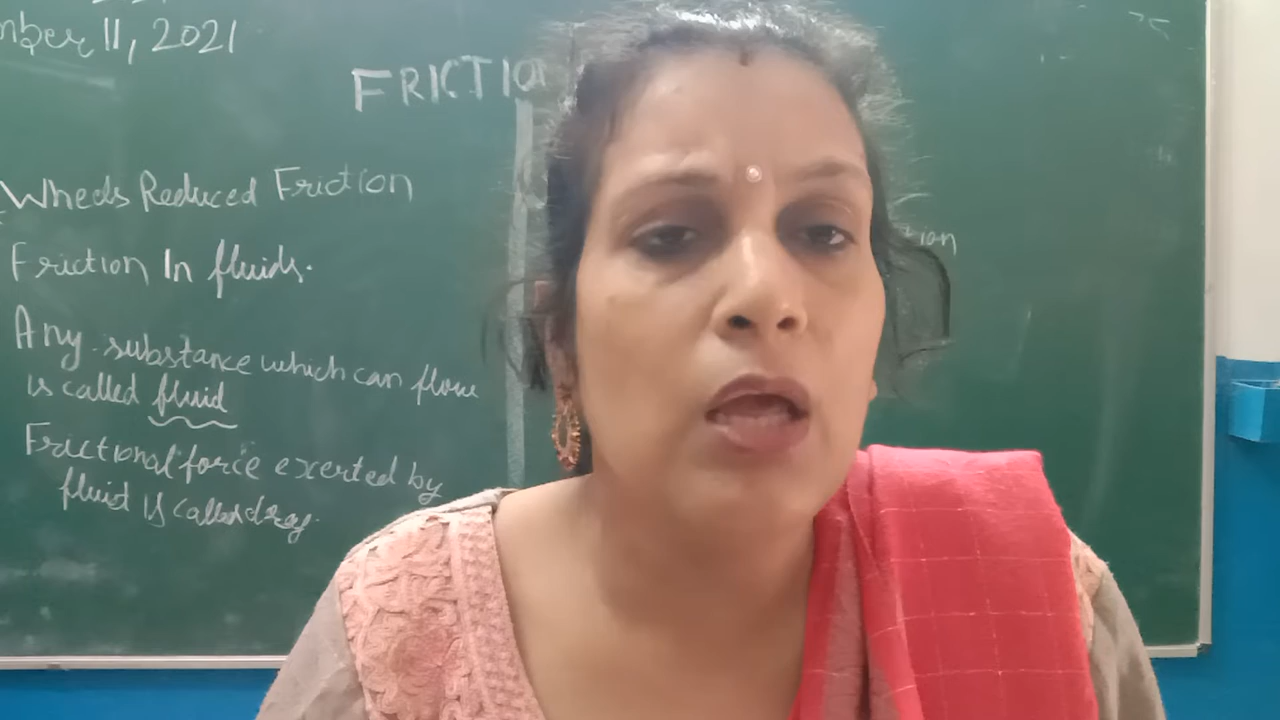 mber 11, 2021
FRICTIO
Wheels Reduced Friction
Friction In fluids.
Any substance which can flow
is called fluid
Frictional force exerted by
fluid is called drag.
tion